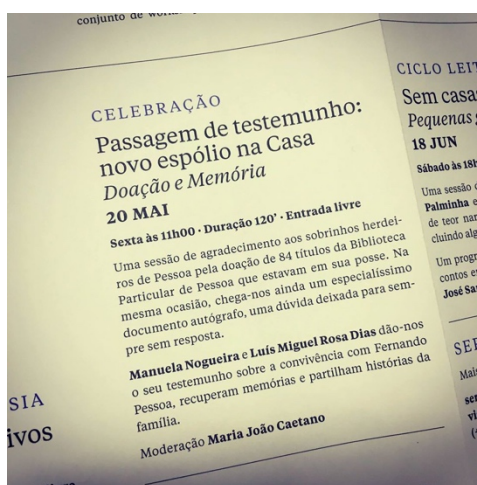 conjunto de
CELEBRAÇÃO
Passagem de testemunho:
novo espólio na Casa
Doação e Memória
20 MAI
Sexta às 11h00 · Duração 120’ · Entrada livre
Uma sessão de agradecimento aos sobrinhos herdei-
ros de Pessoa pela doação de 84 títulos da Biblioteca
Particular de Pessoa que estavam em sua posse. Na
mesma ocasião, chega-nos ainda um especialíssimo
documento autógrafo, uma dúvida deixada para sem-
pre sem resposta.
Manuela Nogueira e Luís Miguel Rosa Dias dão-nos
o seu testemunho sobre a convivência com Fernando
Pessoa, recuperam memórias e partilham histórias da
família.
Moderação Maria João Caetano
CICLO LEIT
Sem casa
Pequenas
18 JUN
Sábado às 18h
Uma sessão
Palminha e
de teor nar
cluindo alg
Um progr
contos e
José Sa
SE
Mai
se
vi
SIA
ivos